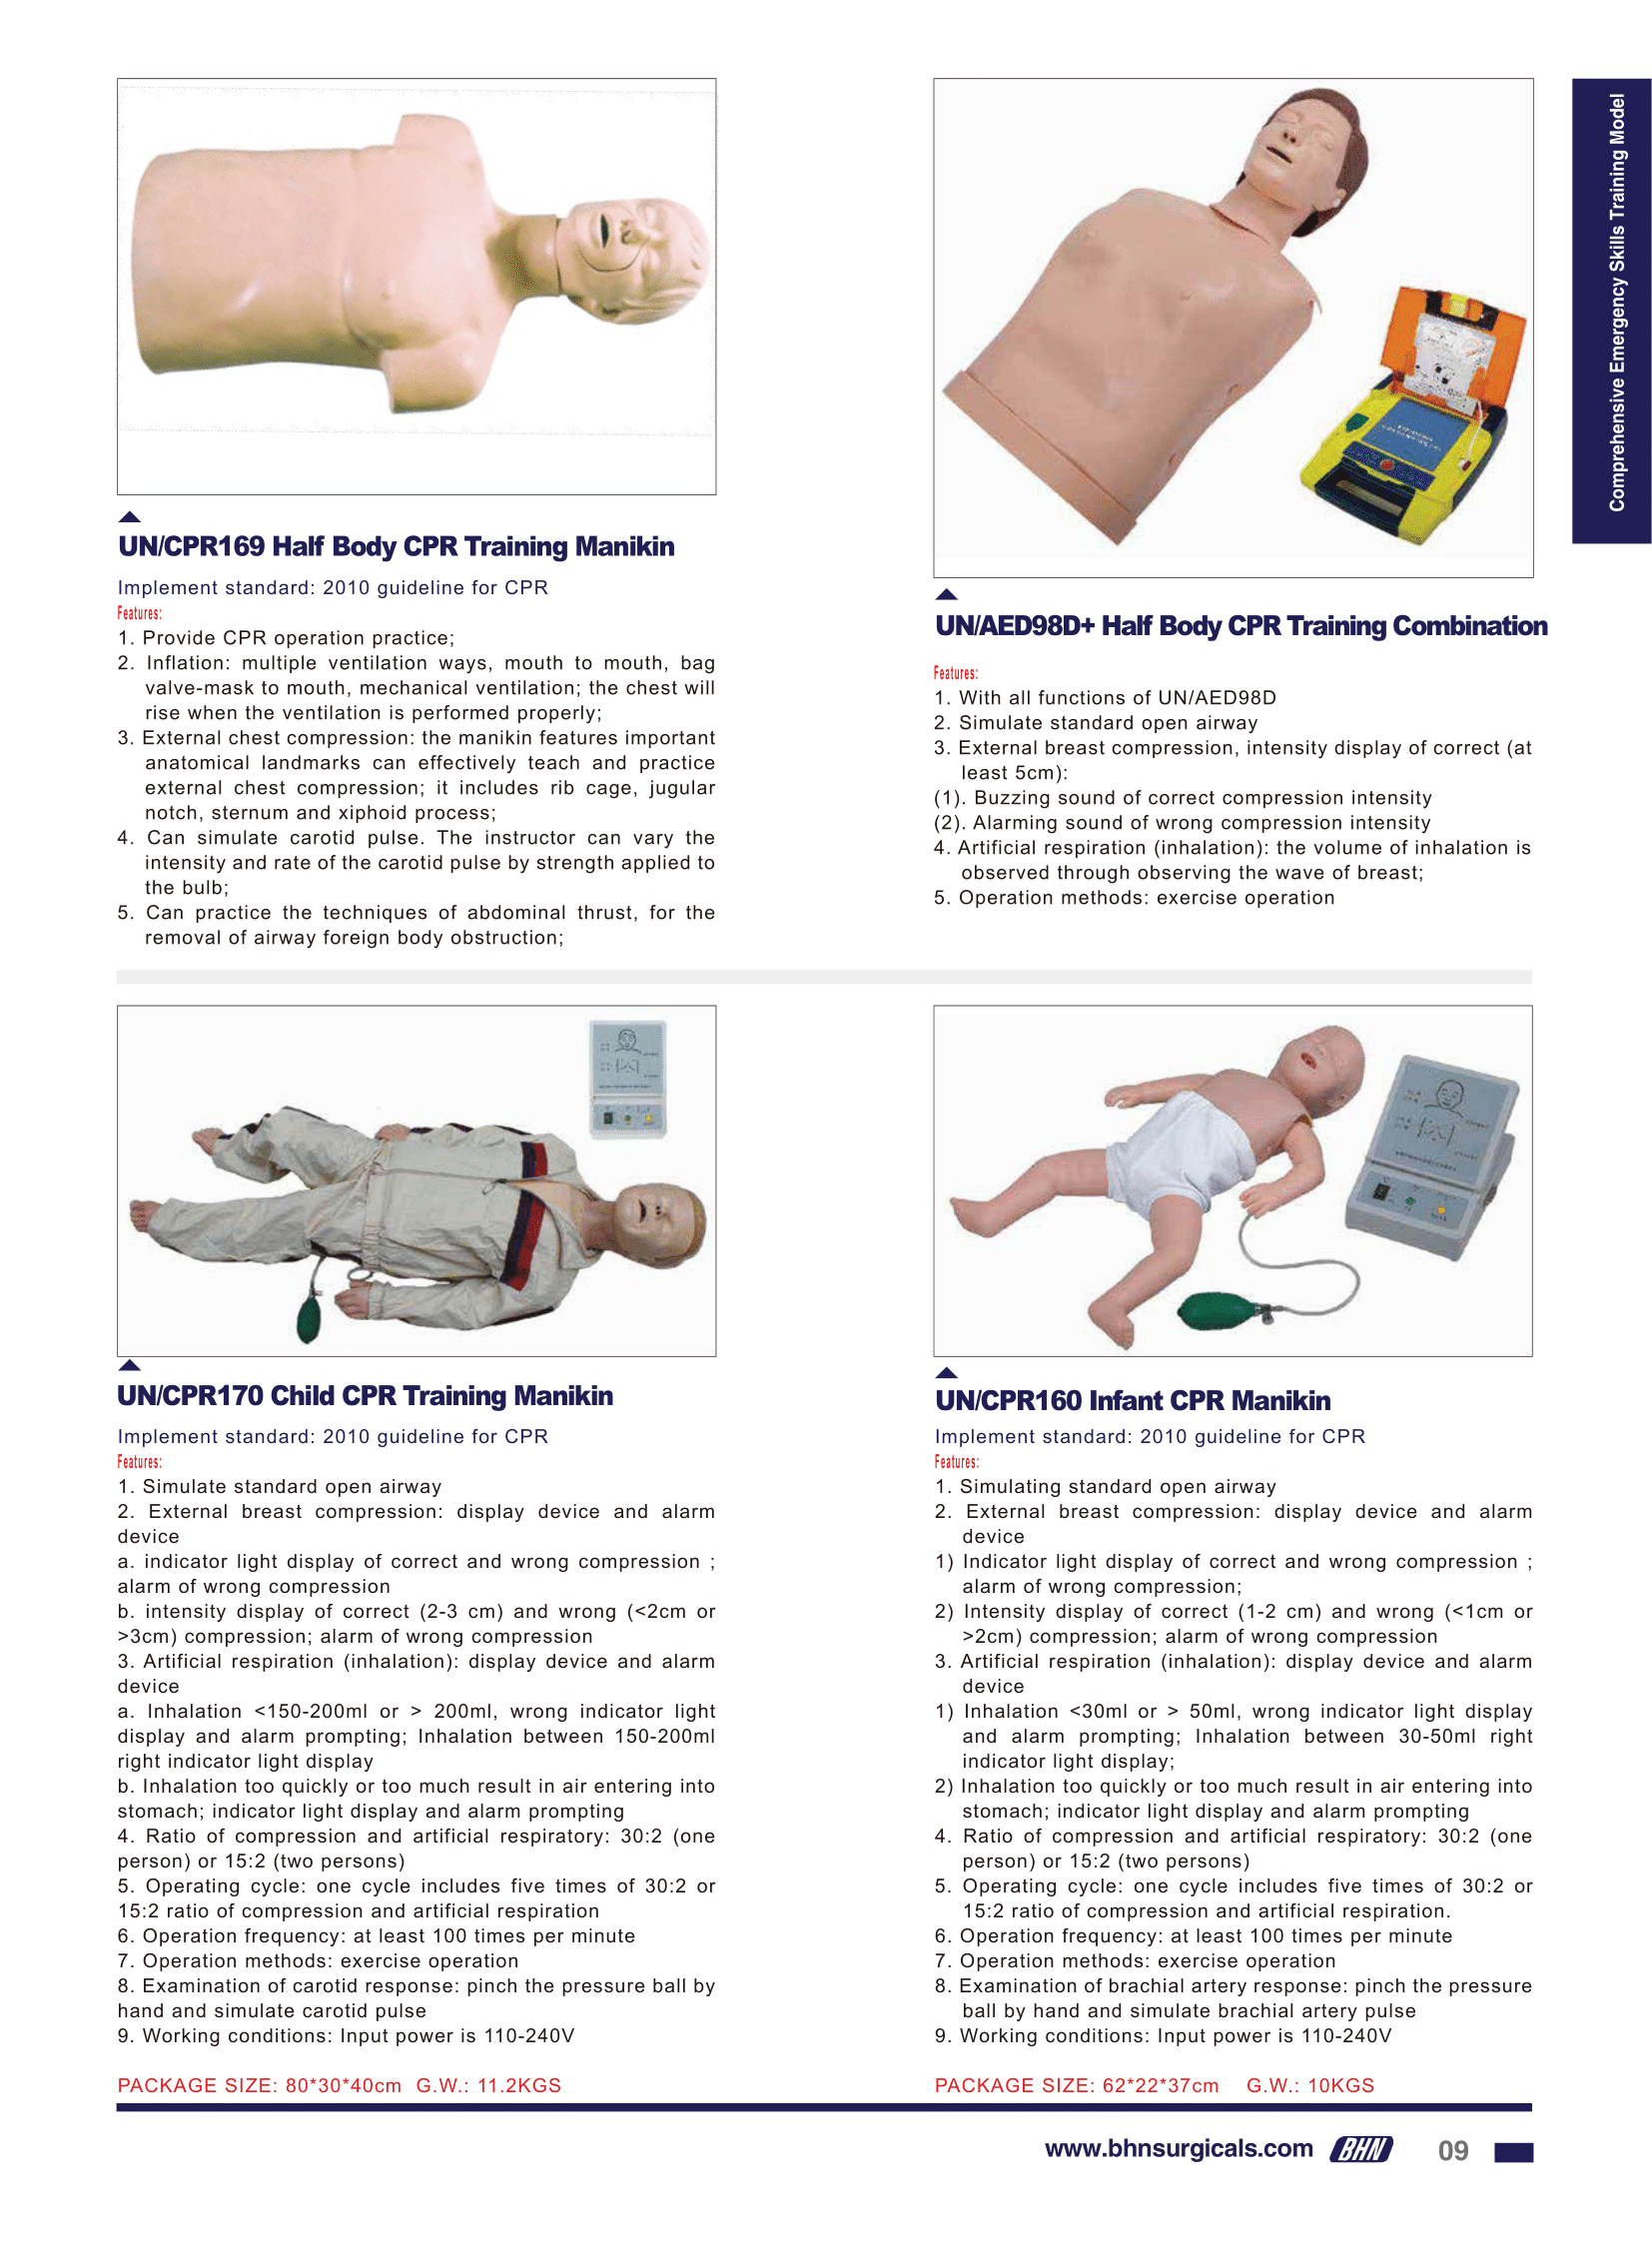 Comprehensive Emergency Skills Training Model
UN/CPR169 Half Body CPR Training Manikin
Implement standard: 2010 guideline for CPR
Features:
1. Provide CPR operation practice;
2. Inflation: multiple ventilation ways, mouth to mouth, bag
valve-mask to mouth, mechanical ventilation; the chest will
rise when the ventilation is performed properly;
3. External chest compression: the manikin features important
anatomical landmarks can effectively teach and practice
external chest compression; it includes rib cage, jugular
notch, sternum and xiphoid process;
4. Can simulate carotid pulse. The instructor can vary the
intensity and rate of the carotid pulse by strength applied to
the bulb;
5. Can practice the techniques of abdominal thrust, for the
removal of airway foreign body obstruction;
UN/AED98D+ Half Body CPR Training Combination
Features:
1. With all functions of UN/AED98D
2. Simulate standard open airway
3. External breast compression, intensity display of correct (at
least 5cm):
(1). Buzzing sound of correct compression intensity
(2). Alarming sound of wrong compression intensity
4. Artificial respiration (inhalation): the volume of inhalation is
observed through observing the wave of breast;
5. Operation methods: exercise operation
UN/CPR170 Child CPR Training Manikin
Implement standard: 2010 guideline for CPR
Features:
1. Simulate standard open airway
2. External breast compression: display device and alarm
device
a. indicator light display of correct and wrong compression ;
alarm of wrong compression
b. intensity display of correct (2-3 cm) and wrong (<2cm or
>3cm) compression; alarm of wrong compression
3. Artificial respiration (inhalation): display device and alarm
device
a. Inhalation <150-200ml or > 200ml, wrong indicator light
display and alarm prompting; Inhalation between 150-200ml
right indicator light display
b. Inhalation too quickly or too much result in air entering into
stomach; indicator light display and alarm prompting
4. Ratio of compression and artificial respiratory: 30:2 (one
person) or 15:2 (two persons)
5. Operating cycle: one cycle includes five times of 30:2 or
15:2 ratio of compression and artificial respiration
6. Operation frequency: at least 100 times per minute
7. Operation methods: exercise operation
8. Examination of carotid response: pinch the pressure ball by
hand and simulate carotid pulse
9. Working conditions: Input power is 110-240V
PACKAGE SIZE: 80*30*40cm G.W.: 11.2KGS
UN/CPR160 Infant CPR Manikin
Implement standard: 2010 guideline for CPR
Features:
1. Simulating standard open airway
2. External breast compression: display device and alarm
device
1) Indicator light display of correct and wrong compression ;
alarm of wrong compression;
2) Intensity display of correct (1-2 cm) and wrong (<1cm or
>2cm) compression; alarm of wrong compression
3. Artificial respiration (inhalation): display device and alarm
device
1) Inhalation <30ml or > 50ml, wrong indicator light display
and alarm prompting; Inhalation between 30-50ml right
indicator light display;
2) Inhalation too quickly or too much result in air entering into
stomach; indicator light display and alarm prompting
4. Ratio of compression and artificial respiratory: 30:2 (one
person) or 15:2 (two persons)
5. Operating cycle: one cycle includes five times of 30:2 or
15:2 ratio of compression and artificial respiration.
6. Operation frequency: at least 100 times per minute
7. Operation methods: exercise operation
8. Examination of brachial artery response: pinch the pressure
ball by hand and simulate brachial artery pulse
9. Working conditions: Input power is 110-240V
PACKAGE SIZE: 62*22*37cm G.W.: 10KGS
www.bhnsurgicals.com BHN 09